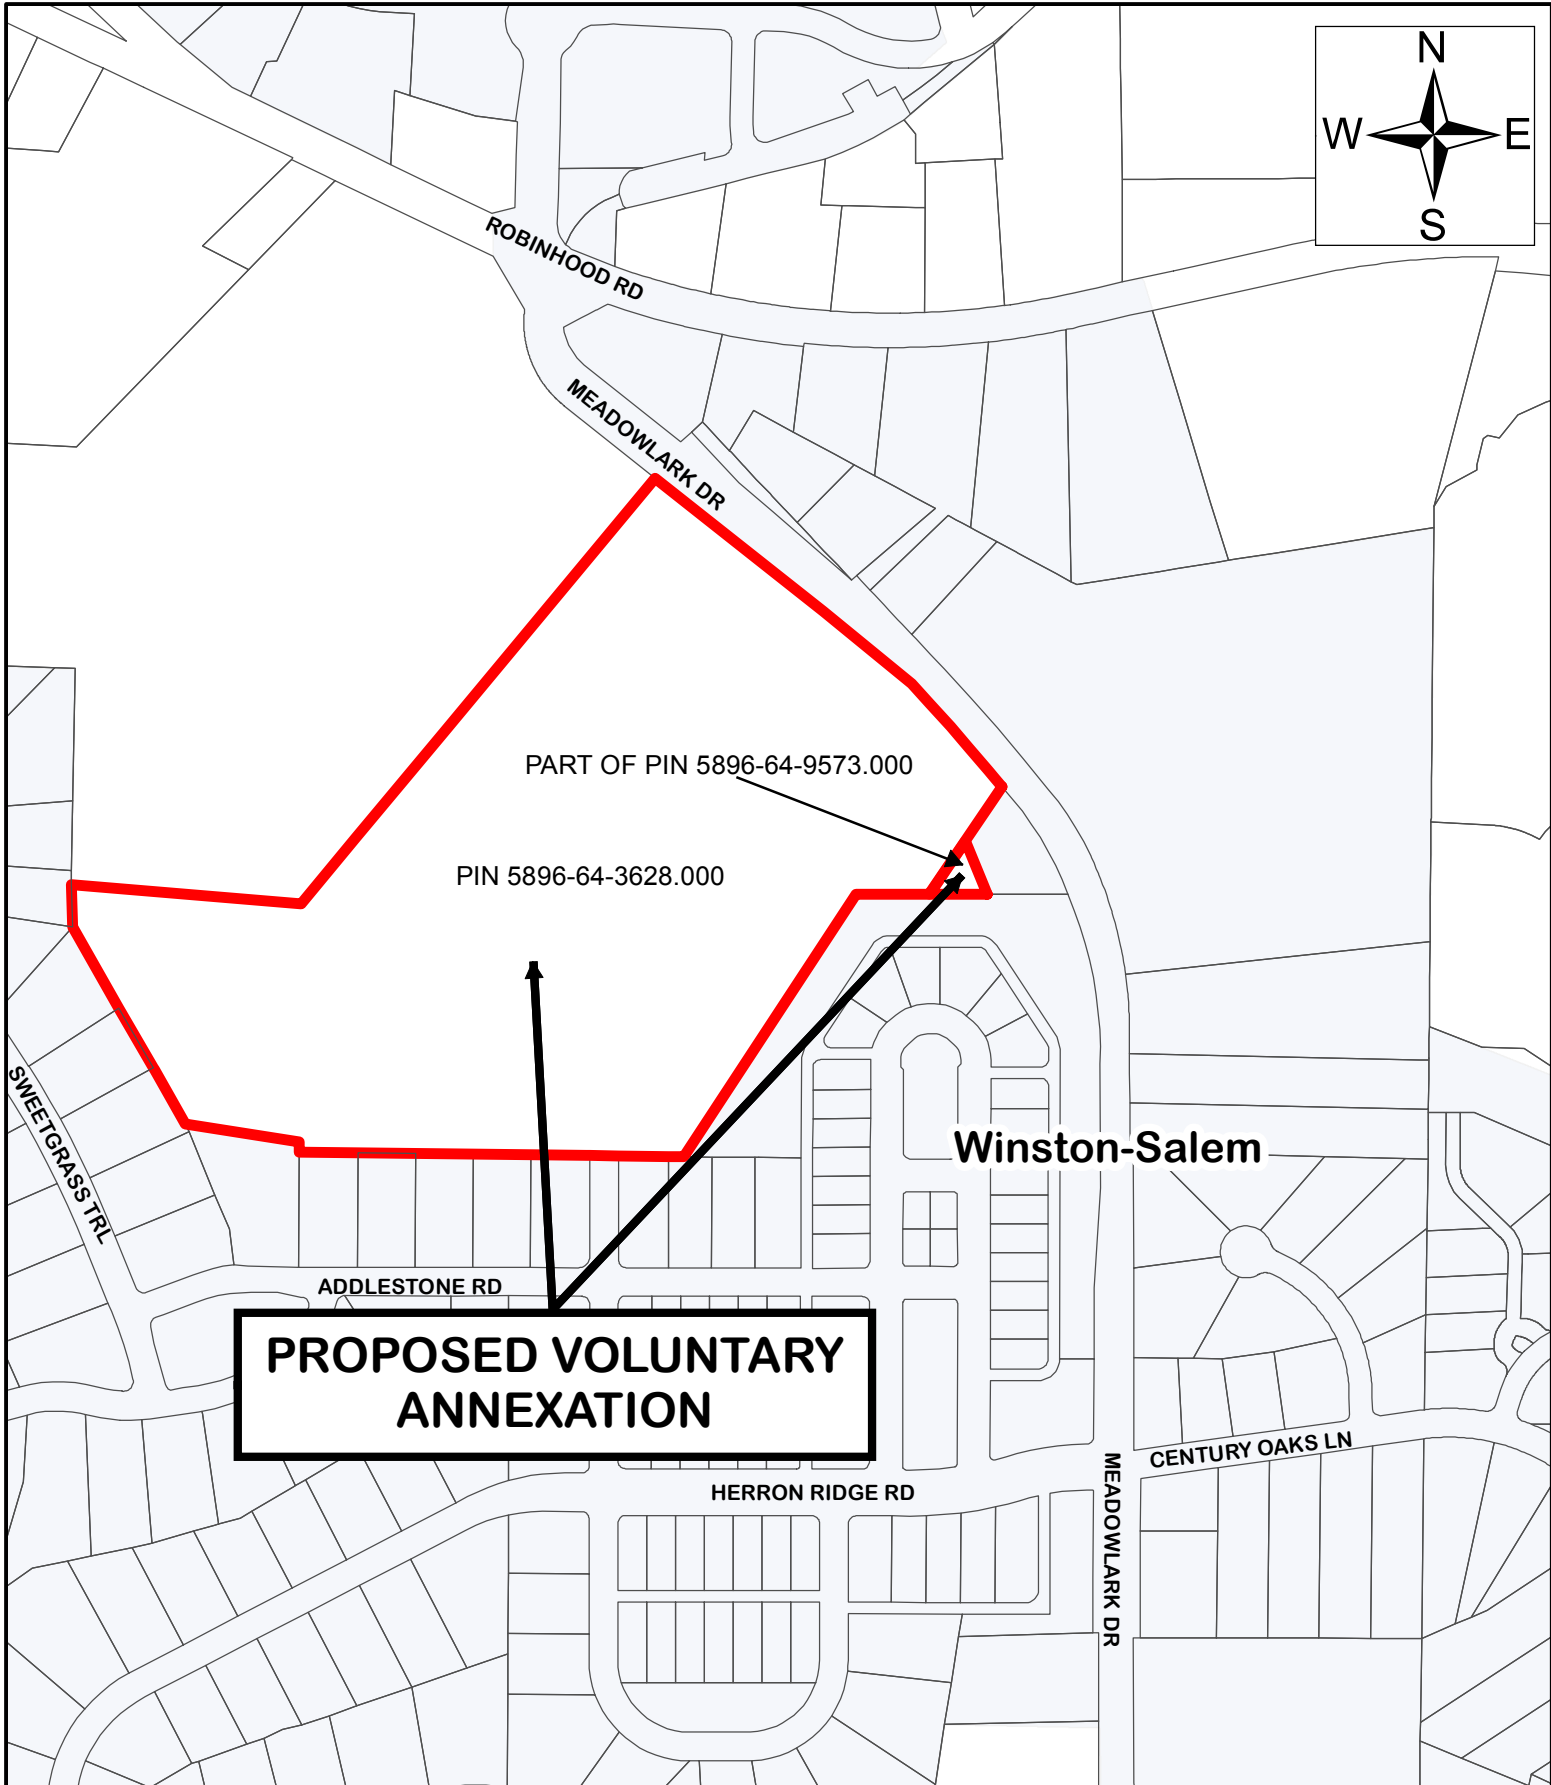 N
W E
S
ROBINHOOD RD
MEADOWLARK DR
PART OF PIN 5896-64-9573.000
PIN 5896-64-3628.000
SWEETGRASS TRL
Winston-Salem
ADDLESTONE RD
PROPOSED VOLUNTARY
ANNEXATION
CENTURY OAKS LN
HERRON RIDGE RD
MEADOWLARK DR